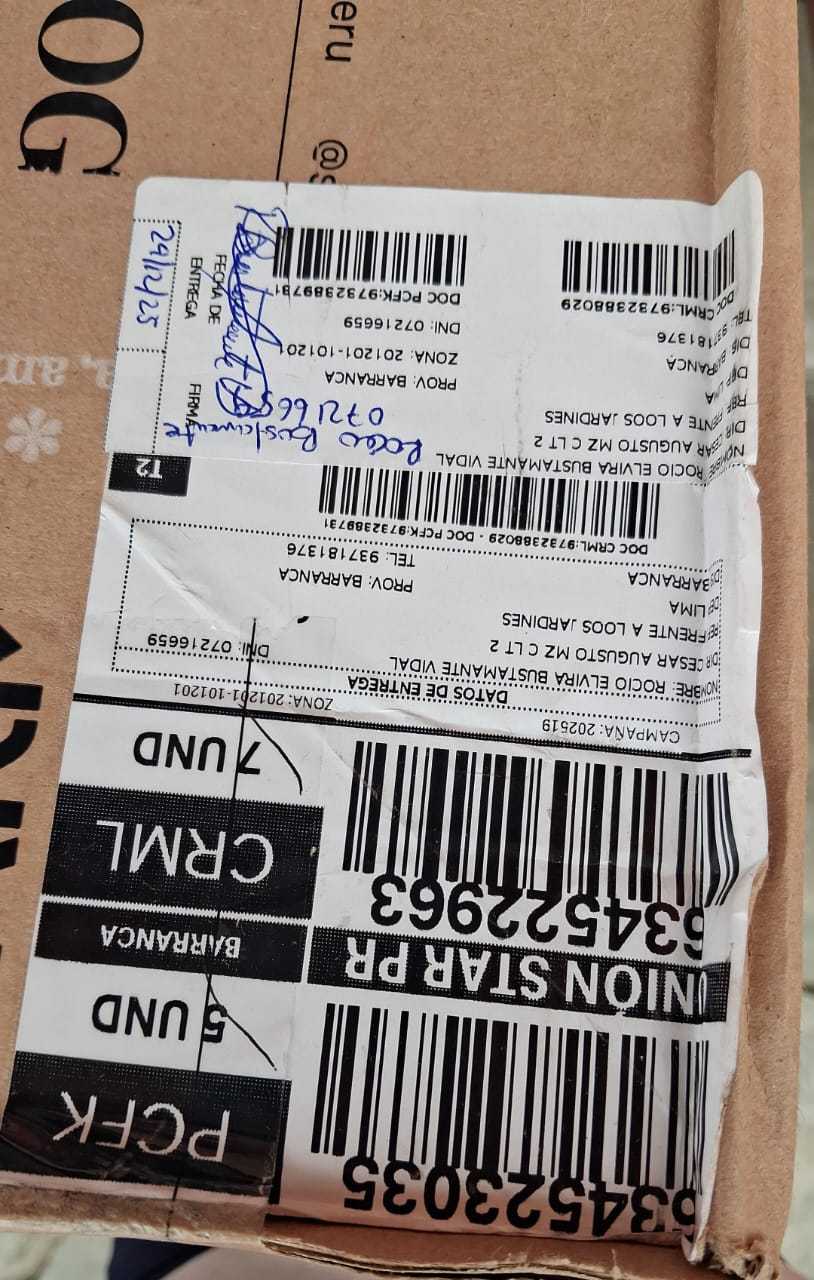 PCFK
5 UND
634523035
BARRANCA
UNION STAR PR
CRML
7 UND
634522963
CAMPAÑA: 202519
ZONA: 201201-101201
DATOS DE ENTREGA
NOMBRE: ROCIO ELVIRA BUSTAMANTE VIDAL
DIR: CESAR AUGUSTO MZ C LT 2
DNI: 07216659
REF: FRENTE A LOOS JARDINES
DE: LIMA
PROV: BARRANCA
DIS: BARRANCA
TEL: 937181376
DOC CRML:9732388029 - DOC PCFK:9732389731
T2
NOMBRE: ROCIO ELVIRA BUSTAMANTE VIDAL
DIR: CESAR AUGUSTO MZ C LT 2
REF: FRENTE A LOOS JARDINES
DEP: LIMA
PROV: BARRANCA
DIS: BARRANCA
ZONA: 201201-101201
TEL: 937181376
DNI: 07216659
DOC CRML:9732388029
DOC PCFK:9732389731
FECHA DE
ENTREGA
29/12/25
FIRMA
Rocio Bustamante
07216659
OG
eru